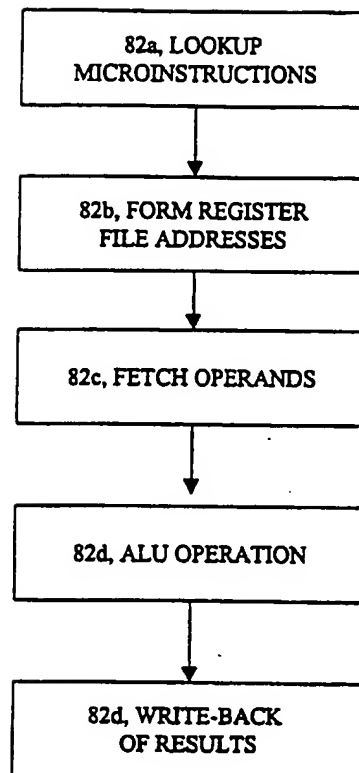 82a, LOOKUP
MICROINSTRUCTIONS
82b, FORM REGISTER
FILE ADDRESSES
82c, FETCH OPERANDS
82d, ALU OPERATION
82d, WRITE-BACK
OF RESULTS